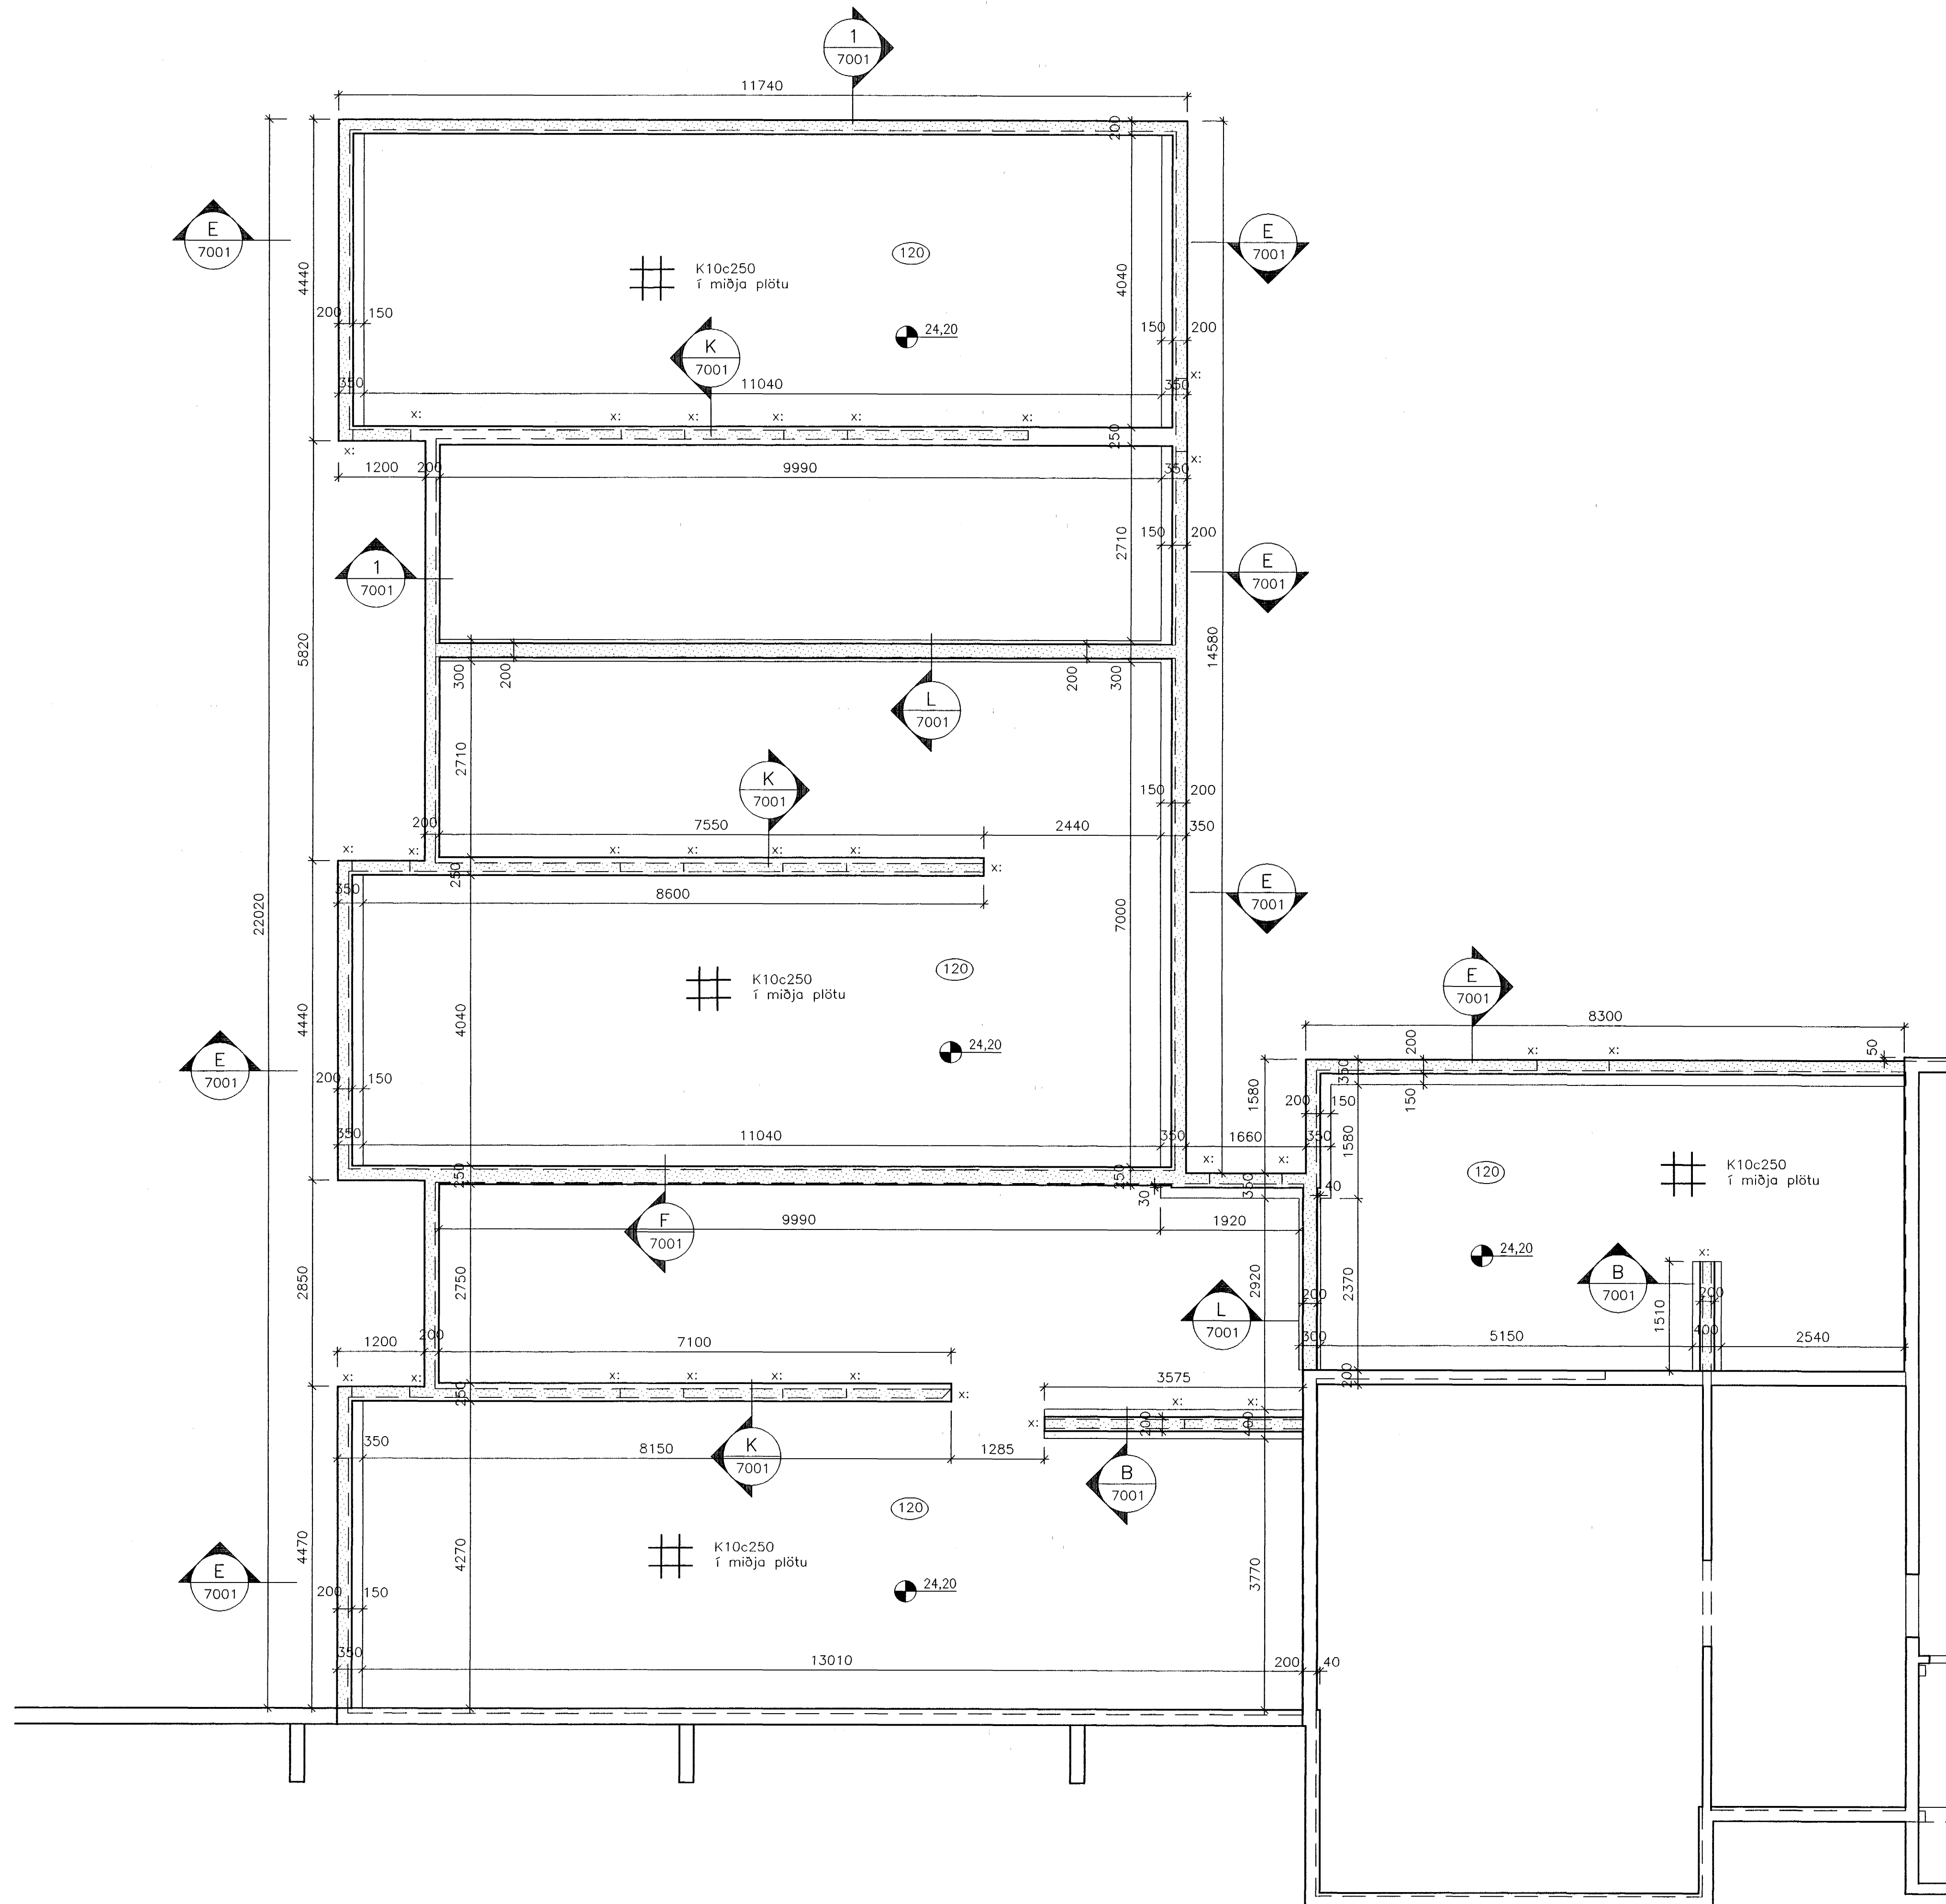 1
7001
11740
200
E
7001
E
7001
120
K10c250
í miðja plötu
4440
4040
24,20
200
150
150
200
K
7001
350
11040
350
x:
x:
x:
x:
x:
x:
x:
x:
x:
250
1200
200
9990
350
2710
150
200
1
7001
E
7001
5820
14580
300
200
200
300
L
7001
2710
K
7001
150
200
200
7550
2440
350
x:
x:
x:
x:
x:
x:
x:
250
350
8600
E
7001
22020
7000
120
K10c250
í miðja plötu
E
7001
4440
4040
24,20
E
7001
200
150
8300
200
x:
x:
50
350
1580
150
200
150
350
11040
350
1660
350
1580
250
250
x:
x:
350
30
40
120
K10c250
í miðja plötu
F
7001
9990
1920
24,20
2850
2750
2920
2370
B
7001
x:
200
1510
L
7001
200
300
5150
400
2540
200
1200
200
7100
x:
x:
x:
x:
x:
x:
x:
250
3575
x:
x:
x:
200
400
350
8150
1285
K
7001
B
7001
120
K10c250
í miðja plötu
4470
4270
3770
E
7001
24,20
200
150
350
13010
200
40